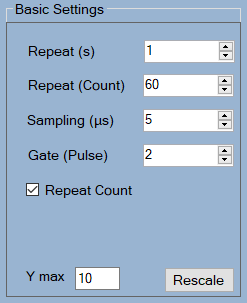 Basic Settings
Repeat (s) 1
Repeat (Count) 60
Sampling (µs) 5
Gate (Pulse) 2
Repeat Count
Y max 10 Rescale